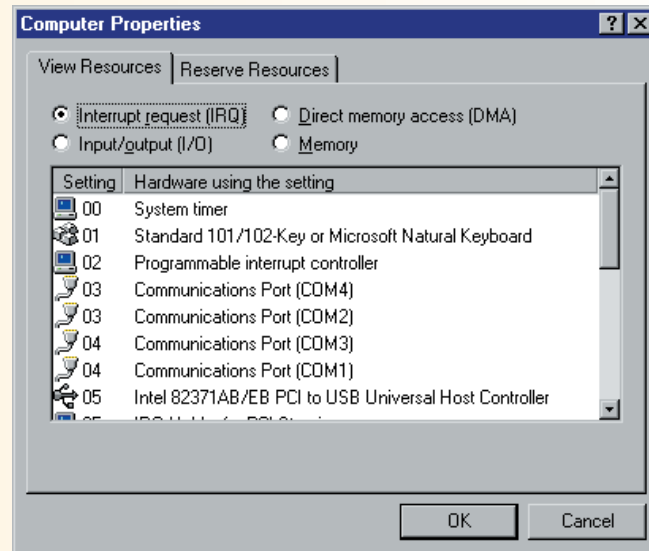 Computer Properties
View Resources Reserve Resources
Interrupt request (IRQ) Direct memory access (DMA)
Input/output (I/O) Memory
Setting Hardware using the setting
00 System timer
01 Standard 101/102-Key or Microsoft Natural Keyboard
02 Programmable interrupt controller
03 Communications Port (COM4)
03 Communications Port (COM2)
04 Communications Port (COM3)
04 Communications Port (COM1)
05 Intel 82371AB/EB PCI to USB Universal Host Controller
OK Cancel